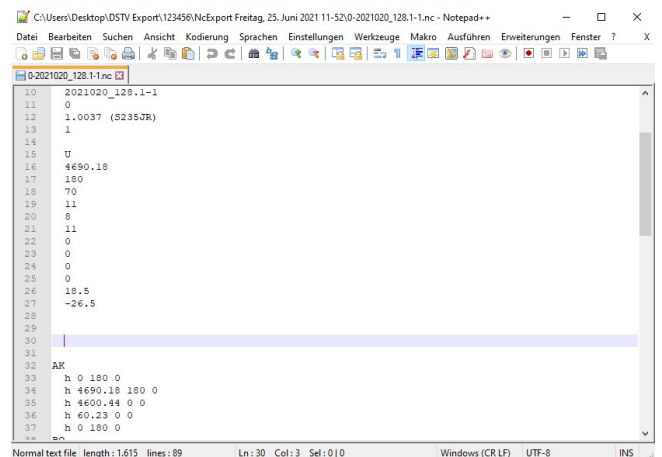 C:\Users\Desktop\DSTV Export\123456\NcExport Freitag, 25. Juni 2021 11-52\0-2021020_128.1-1.nc - Notepad++
Datei Bearbeiten Suchen Ansicht Kodierung Sprachen Einstellungen Werkzeuge Makro Ausführen Erweiterungen Fenster ? X
0-2021020_128.1-1.nc
10 2021020_128.1-1
11 0
12 1.0037 (S235JR)
13 1
14
15 U
16 4690.18
17 180
18 70
19 11
20 8
21 11
22 0
23 0
24 0
25 0
26 18.5
27 -26.5
28
29
30
31
32 AK
33 h 0 180 0
34 h 4690.18 180 0
35 h 4600.44 0 0
36 h 60.23 0 0
37 h 0 180 0
38 BO
Normal text file length : 1.615 lines : 89 Ln : 30 Col : 3 Sel : 0 | 0 Windows (CR LF) UTF-8 INS